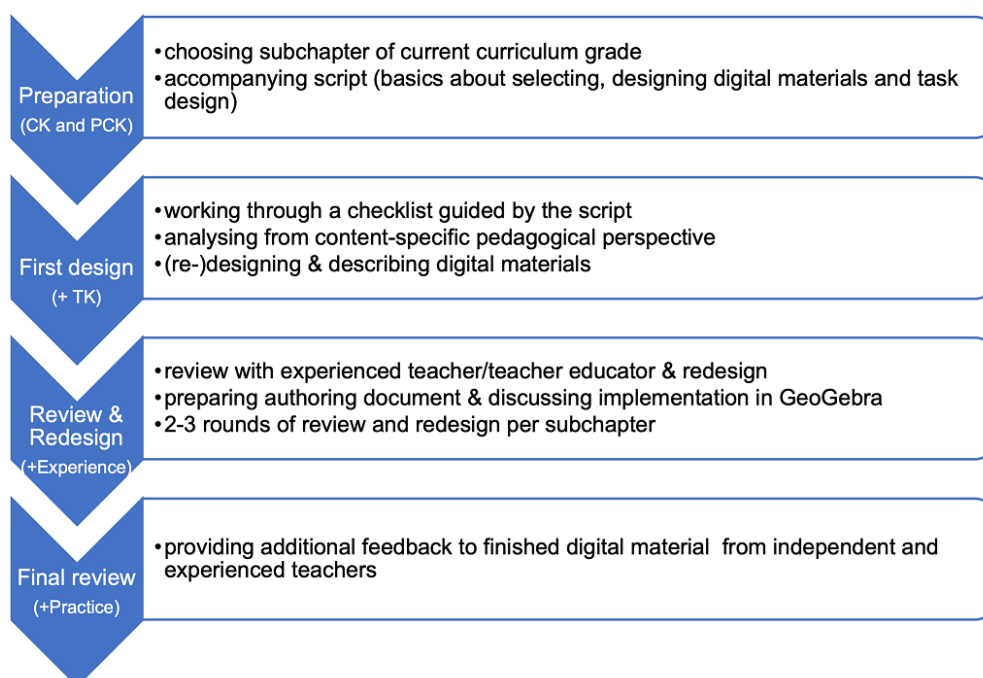 Preparation
(CK and PCK)
•choosing subchapter of current curriculum grade
•accompanying script (basics about selecting, designing digital materials and task
design)
First design
(+ TK)
•working through a checklist guided by the script
•analysing from content-specific pedagogical perspective
•(re-)designing & describing digital materials
Review &
Redesign
(+Experience)
•review with experienced teacher/teacher educator & redesign
•preparing authoring document & discussing implementation in GeoGebra
•2-3 rounds of review and redesign per subchapter
Final review
(+Practice)
•providing additional feedback to finished digital material from independent and
experienced teachers